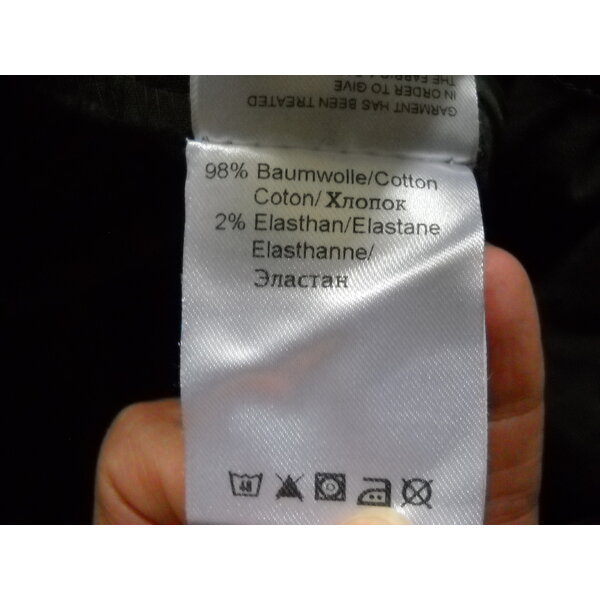 GARMENT HAS BEEN TREATED
IN ORDER TO GIVE
THE FABRIC
98% Baumwolle/Cotton
Coton/Хлопок
2% Elasthan/Elastane
Elasthanne/
Эластан